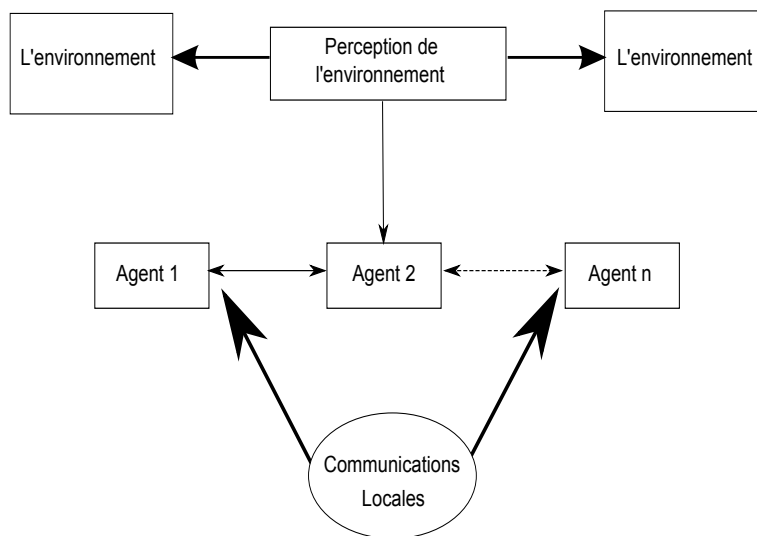 L'environnement
Perception de
l'environnement
L'environnement
Agent 1
Agent 2
Agent n
Communications
Locales